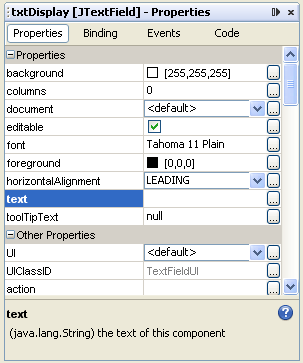 txtDisplay [JTextField] - Properties
Properties Binding Events Code
Properties
background [255,255,255] ...
columns 0 ...
document <default> ...
editable ...
font Tahoma 11 Plain ...
foreground [0,0,0] ...
horizontalAlignment LEADING ...
text ...
toolTipText null ...
Other Properties
UI <default> ...
UIClassID TextFieldUI ...
action ...
text
(java.lang.String) the text of this component